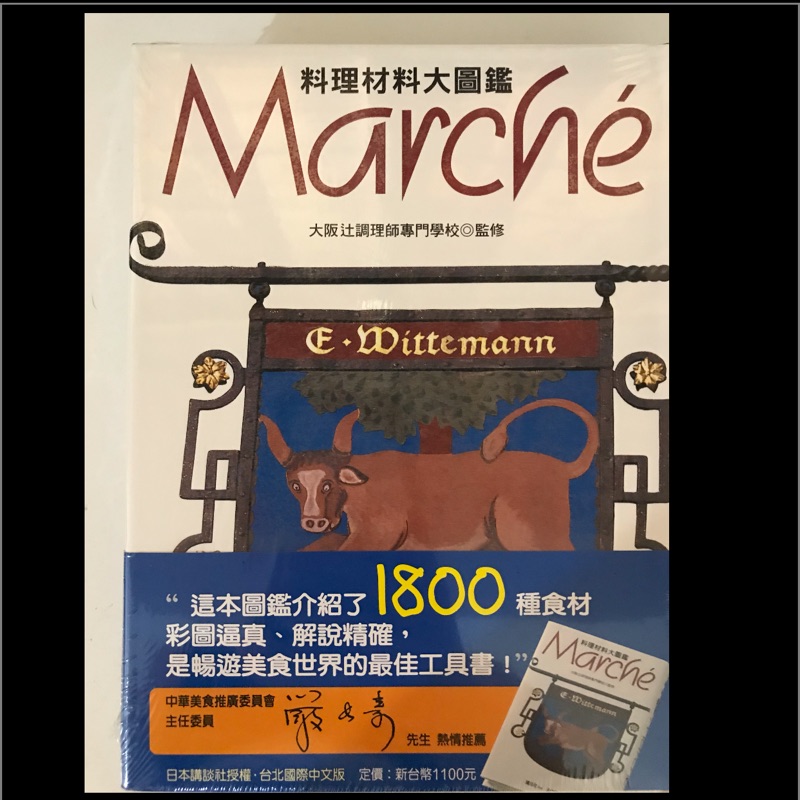 料理材料大圖鑑
Marché
大阪辻調理師專門學校◎監修
E·Wittemann
“這本圖鑑介紹了1800種食材
彩圖逼真、解說精確，
是暢遊美食世界的最佳工具書！”
中華美食推廣委員會
主任委員
嚴長壽 先生 熱情推薦
日本講談社授權·台北國際中文版 定價：新台幣1100元
料理材料大圖鑑
Marché
E·Wittemann